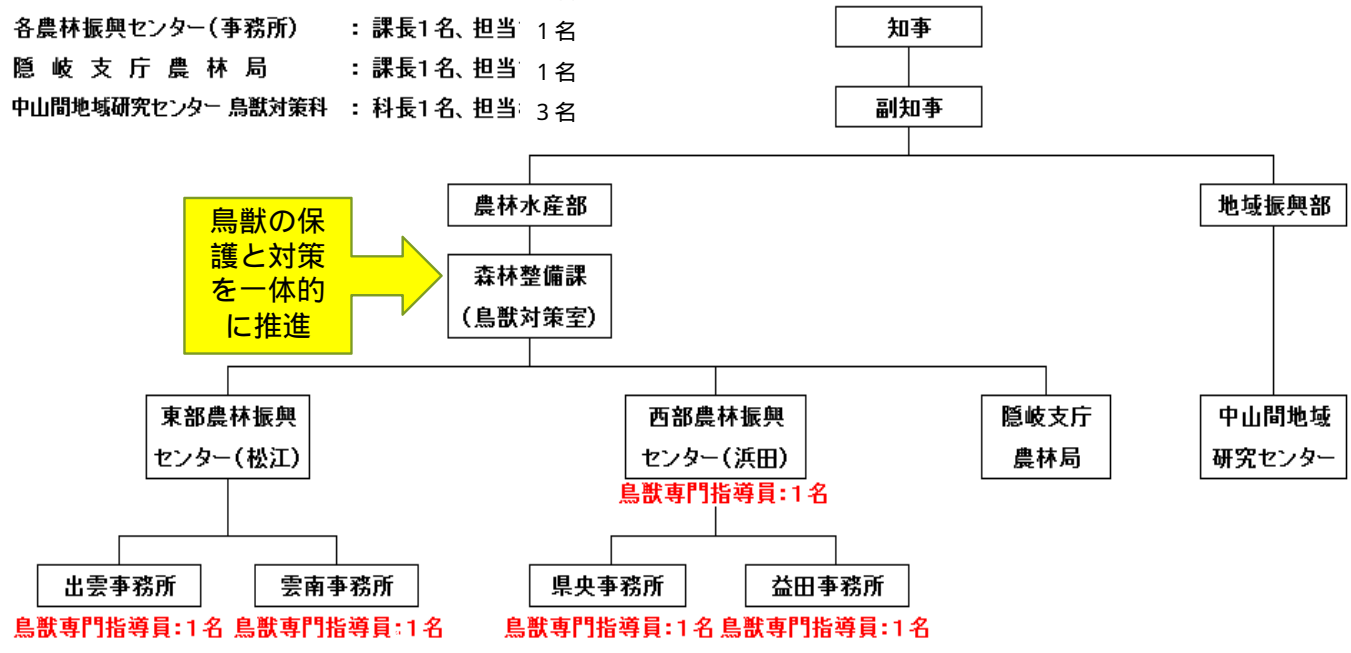 各農林振興センター(事務所) : 課長1名、担当 1名
隠岐支庁農林局 : 課長1名、担当 1名
中山間地域研究センター 鳥獣対策科 : 科長1名、担当 3名
知事
副知事
農林水産部
地域振興部
鳥獣の保
護と対策
を一体的
に推進
森林整備課
(鳥獣対策室)
東部農林振興
センター(松江)
西部農林振興
センター(浜田)
鳥獣専門指導員:1名
隠岐支庁
農林局
中山間地域
研究センター
出雲事務所
鳥獣専門指導員:1名
雲南事務所
鳥獣専門指導員:1名
県央事務所
鳥獣専門指導員:1名
益田事務所
鳥獣専門指導員:1名